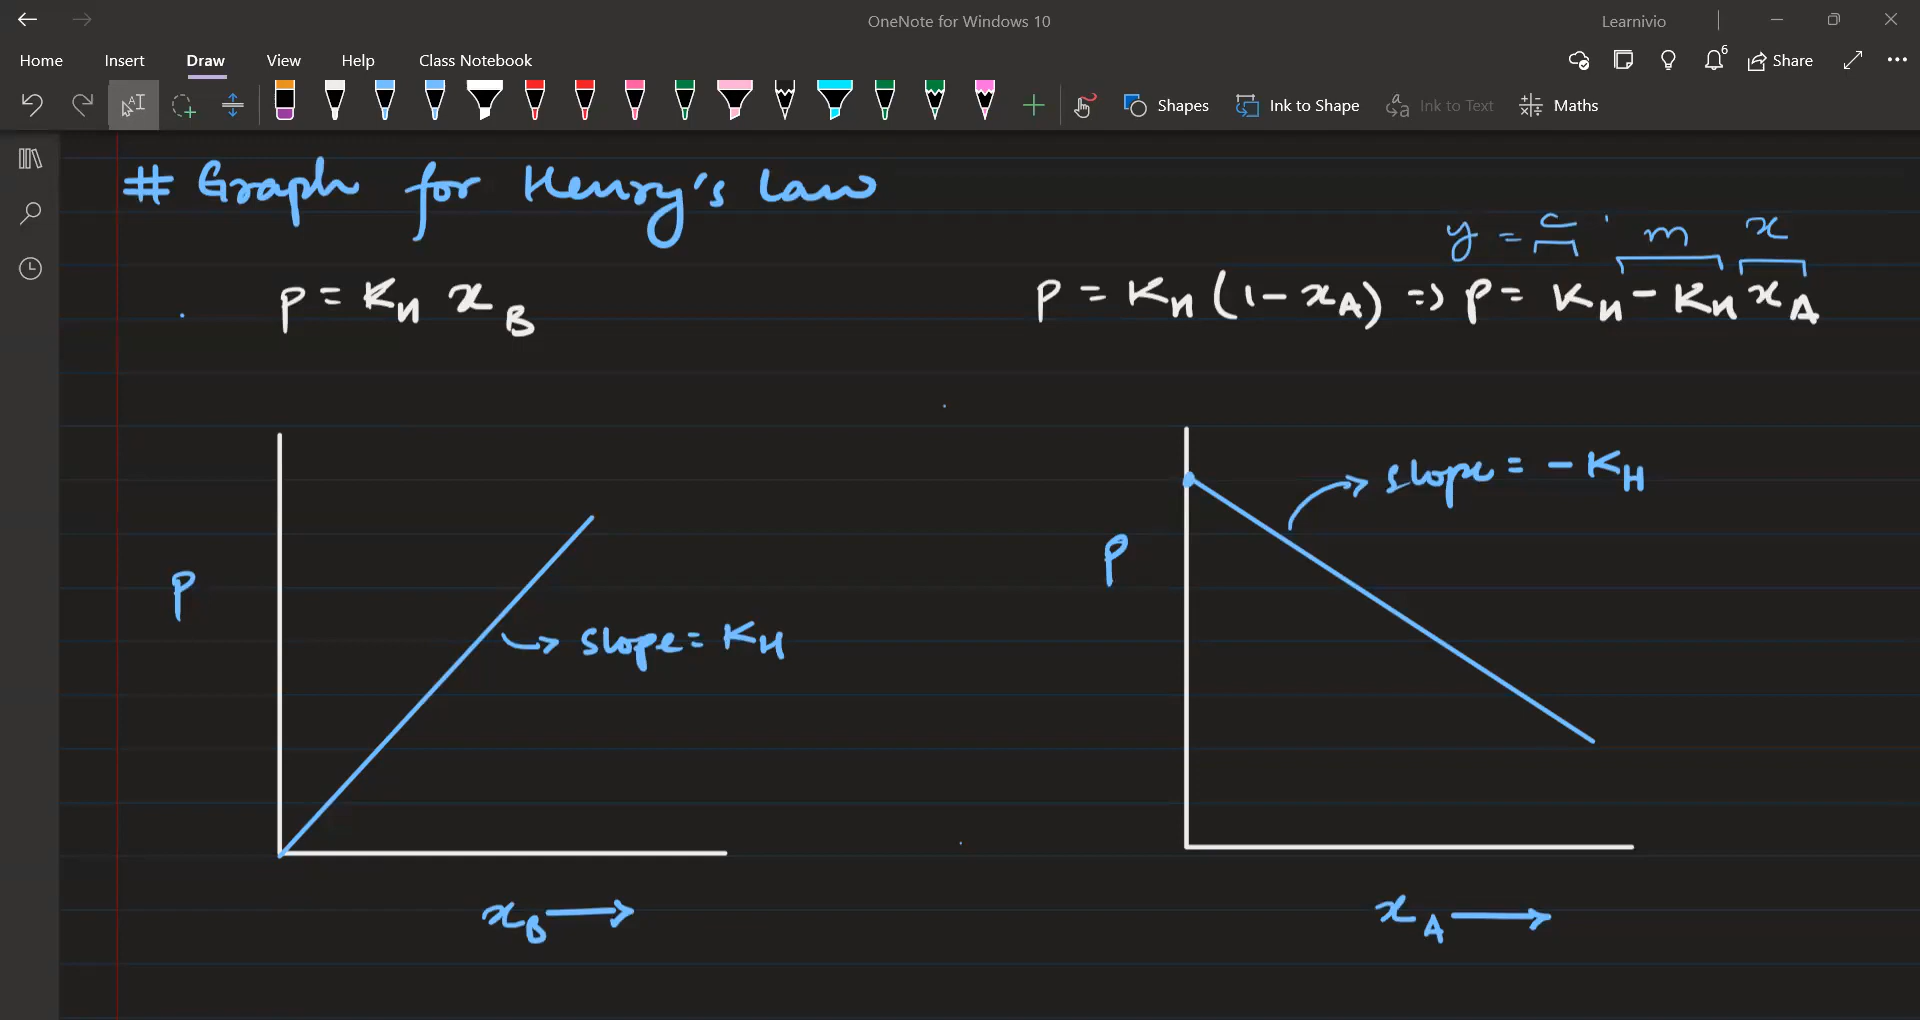 OneNote for Windows 10
Learnivio
Home Insert Draw View Help Class Notebook
6
Share
Shapes Ink to Shape Ink to Text Maths
# Graph for Henry's law
y = c m x
P = KH xB
P = KH (1 - xA) => P = KH - KH xA
slope = - KH
P
P
slope = KH
xB →
xA →